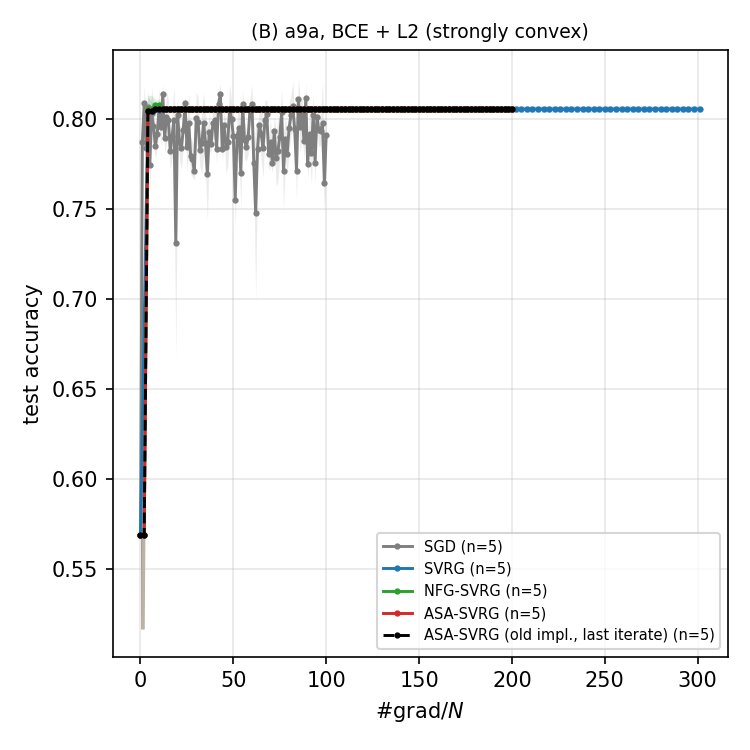 (B) a9a, BCE + L2 (strongly convex)
test accuracy
0.80
0.75
0.70
0.65
0.60
0.55
SGD (n=5)
SVRG (n=5)
NFG-SVRG (n=5)
ASA-SVRG (n=5)
ASA-SVRG (old impl., last iterate) (n=5)
0 50 100 150 200 250 300
#grad/N